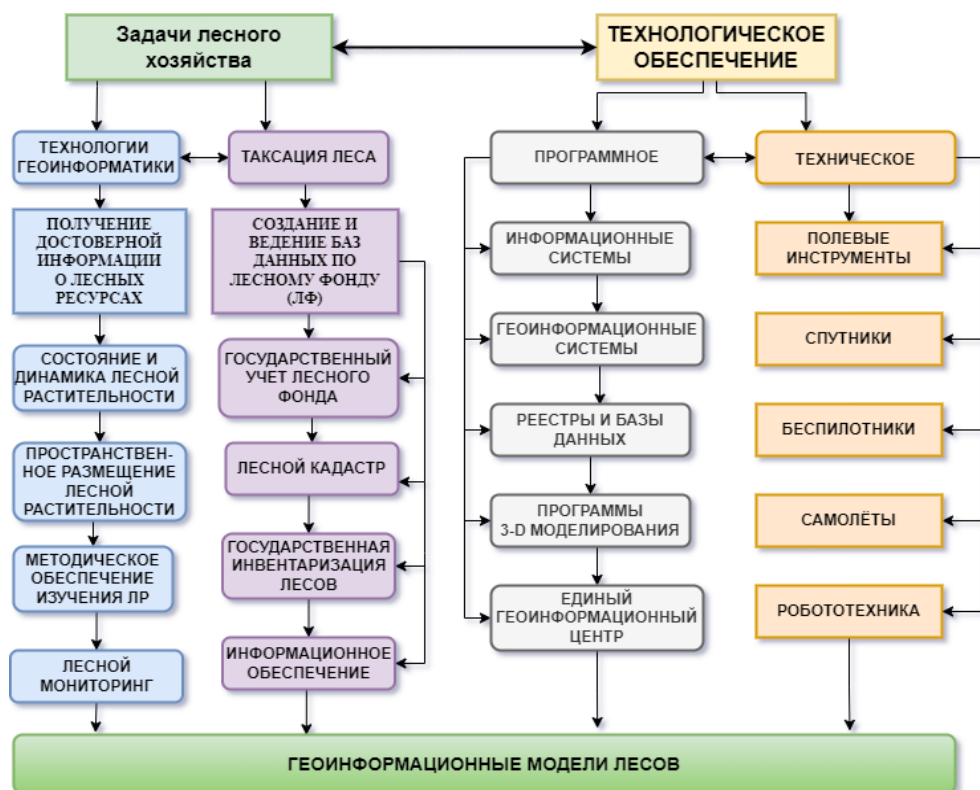 Задачи лесного
хозяйства
ТЕХНОЛОГИЧЕСКОЕ
ОБЕСПЕЧЕНИЕ
ТЕХНОЛОГИИ
ГЕОИНФОРМАТИКИ
ТАКСАЦИЯ ЛЕСА
ПРОГРАММНОЕ
ТЕХНИЧЕСКОЕ
ПОЛУЧЕНИЕ
ДОСТОВЕРНОЙ
ИНФОРМАЦИИ
О ЛЕСНЫХ
РЕСУРСАХ
СОСТОЯНИЕ И
ДИНАМИКА ЛЕСНОЙ
РАСТИТЕЛЬНОСТИ
ПРОСТРАНСТВЕН-
НОЕ РАЗМЕЩЕНИЕ
ЛЕСНОЙ
РАСТИТЕЛЬНОСТИ
МЕТОДИЧЕСКОЕ
ОБЕСПЕЧЕНИЕ
ИЗУЧЕНИЯ ЛР
ЛЕСНОЙ
МОНИТОРИНГ
СОЗДАНИЕ И
ВЕДЕНИЕ БАЗ
ДАННЫХ ПО
ЛЕСНОМУ ФОНДУ
(ЛФ)
ГОСУДАРСТВЕННЫЙ
УЧЕТ ЛЕСНОГО
ФОНДА
ЛЕСНОЙ КАДАСТР
ГОСУДАРСТВЕННАЯ
ИНВЕНТАРИЗАЦИЯ
ЛЕСОВ
ИНФОРМАЦИОННОЕ
ОБЕСПЕЧЕНИЕ
ИНФОРМАЦИОННЫЕ
СИСТЕМЫ
ГЕОИНФОРМАЦИОННЫЕ
СИСТЕМЫ
РЕЕСТРЫ И БАЗЫ
ДАННЫХ
ПРОГРАММЫ
3-D МОДЕЛИРОВАНИЯ
ЕДИНЫЙ
ГЕОИНФОРМАЦИОННЫЙ
ЦЕНТР
ПОЛЕВЫЕ
ИНСТРУМЕНТЫ
СПУТНИКИ
БЕСПИЛОТНИКИ
САМОЛЁТЫ
РОБОТОТЕХНИКА
ГЕОИНФОРМАЦИОННЫЕ МОДЕЛИ ЛЕСОВ